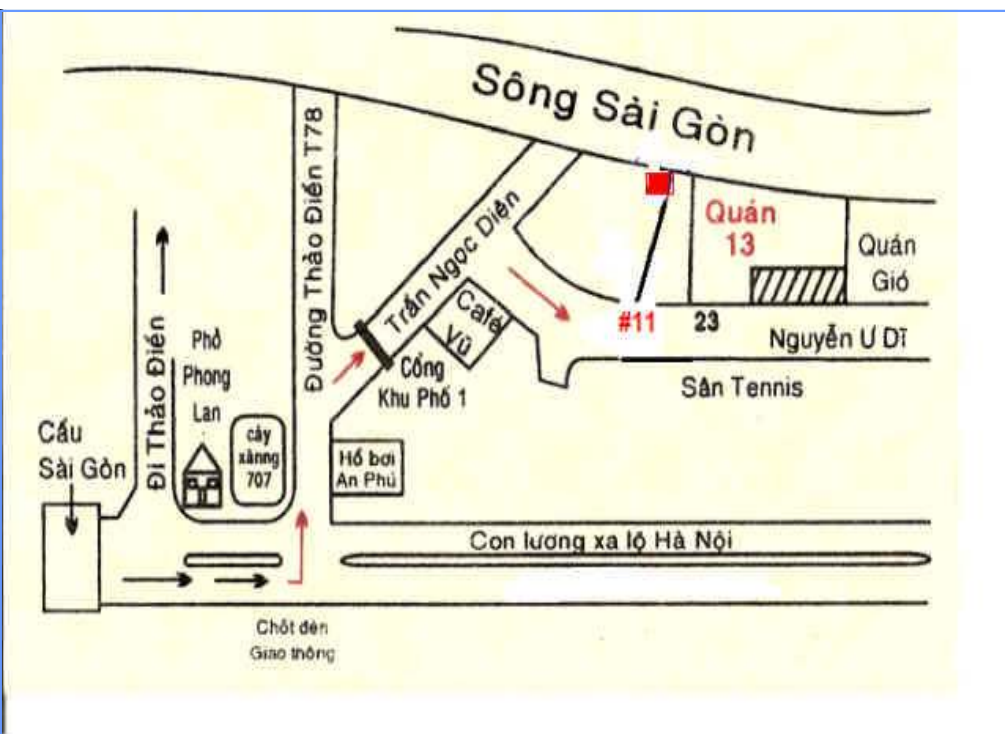 Sông Sài Gòn
Đường Thảo Điền T78
Trần Ngọc Diện
Quán
13
Quán
Gió
#11
23
Nguyễn Ư Dĩ
Sân Tennis
Café
Vũ
Cổng
Khu Phố 1
Đi Thảo Điền
Phở
Phong
Lan
cây
xănng
707
Cầu
Sài Gòn
Hồ bơi
An Phú
Con lương xa lộ Hà Nội
Chốt đèn
Giao thông